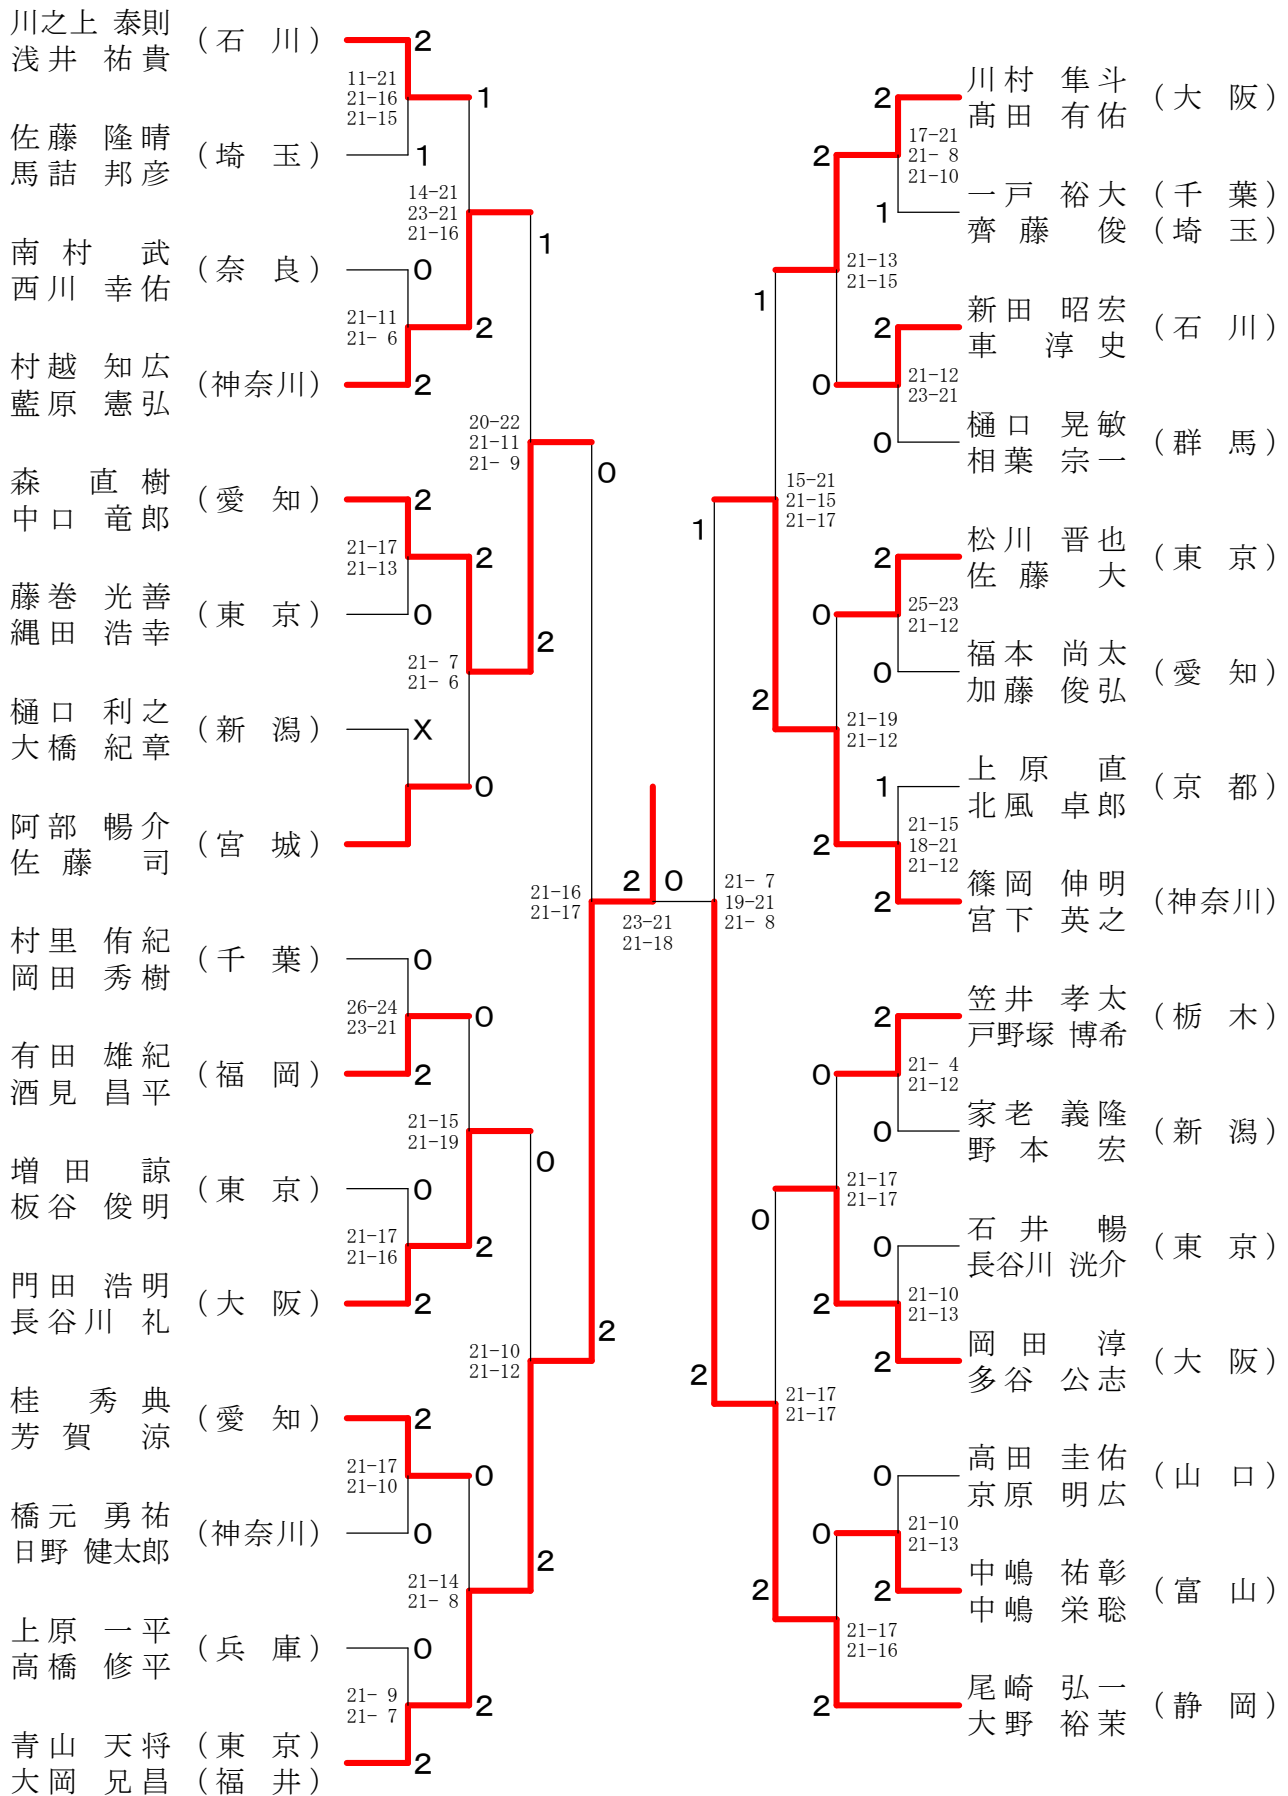 川之上 泰則
浅井 祐貴
(石川)
2
11-21
21-16
21-15
1
佐藤 隆晴
馬詰 邦彦
(埼玉)
1
14-21
23-21
21-16
1
南村 武
西川 幸佑
(奈良)
0
21-11
21- 6
2
村越 知広
藍原 憲弘
(神奈川)
2
20-22
21-11
21- 9
0
森 直樹
中口 竜郎
(愛知)
2
21-17
21-13
2
藤巻 光善
縄田 浩幸
(東京)
0
2
21- 7
21- 6
樋口 利之
大橋 紀章
(新潟)
X
0
阿部 暢介
佐藤 司
(宮城)
21-16
21-17
村里 侑紀
岡田 秀樹
(千葉)
0
26-24
23-21
0
有田 雄紀
酒見 昌平
(福岡)
2
21-15
21-19
0
増田 諒
板谷 俊明
(東京)
0
21-17
21-16
2
門田 浩明
長谷川 礼
(大阪)
2
2
21-10
21-12
桂 秀典
芳賀 涼
(愛知)
2
21-17
21-10
0
橋元 勇祐
日野 健太郎
(神奈川)
0
2
21-14
21- 8
上原 一平
高橋 修平
(兵庫)
0
21- 9
21- 7
2
青山 天将 (東京)
大岡 兄昌 (福井)
2
2 0
23-21
21-18
川村 隼斗
髙田 有佑
(大阪)
2
17-21
21- 8
21-10
2
一戸 裕大 (千葉)
齊藤 俊 (埼玉)
1
21-13
21-15
1
新田 昭宏
車 淳史
(石川)
2
21-12
23-21
0
樋口 晃敏
相葉 宗一
(群馬)
0
15-21
21-15
21-17
1
松川 晋也
佐藤 大
(東京)
2
25-23
21-12
0
福本 尚太
加藤 俊弘
(愛知)
0
2
21-19
21-12
上原 直
北風 卓郎
(京都)
1
21-15
18-21
21-12
2
篠岡 伸明
宮下 英之
(神奈川)
2
21- 7
19-21
21- 8
笠井 孝太
戸野塚 博希
(栃木)
2
21- 4
21-12
0
家老 義隆
野本 宏
(新潟)
0
21-17
21-17
0
石井 暢
長谷川 洸介
(東京)
0
21-10
21-13
2
岡田 淳
多谷 公志
(大阪)
2
2
21-17
21-17
高田 圭佑
京原 明広
(山口)
0
21-10
21-13
0
中嶋 祐彰
中嶋 栄聡
(富山)
2
2
21-17
21-16
尾崎 弘一
大野 裕茉
(静岡)
2